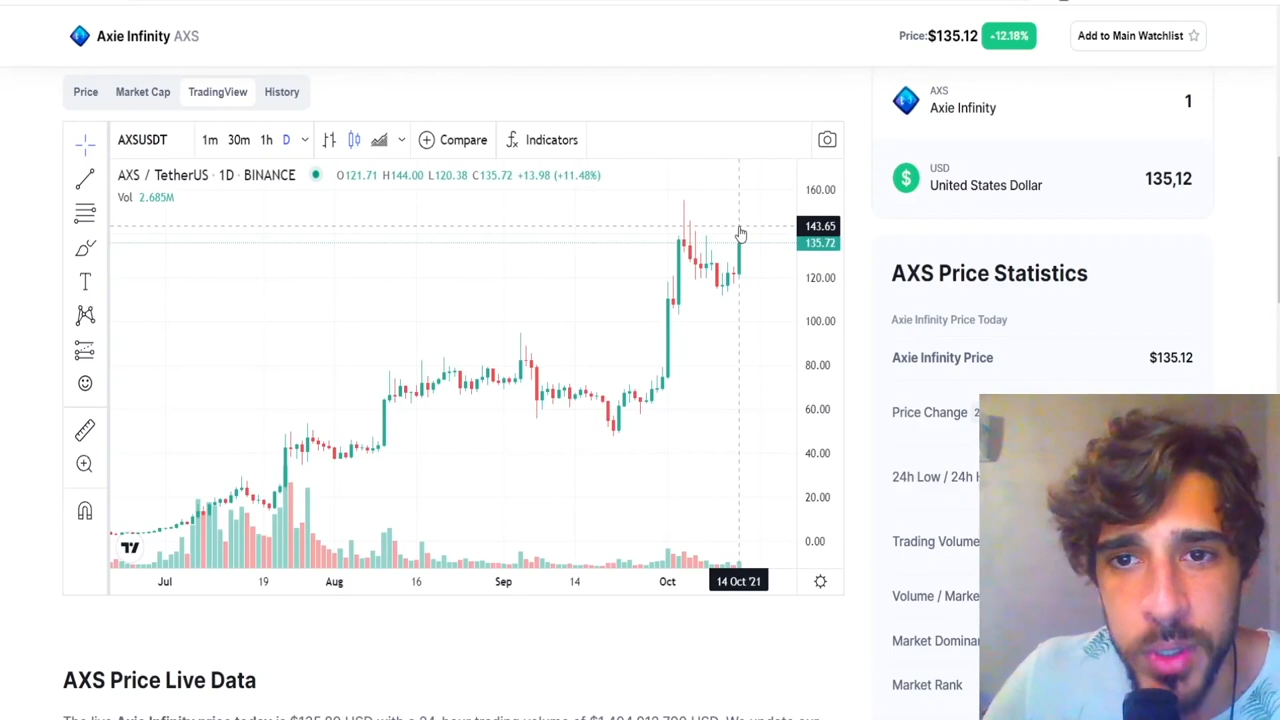 Axie Infinity AXS
Price:$135.12
12.18%
Add to Main Watchlist
Price
Market Cap
TradingView
History
AXS
Axie Infinity
1
USD
United States Dollar
135,12
AXSUSDT
1m 30m 1h D
Compare
Indicators
AXS / TetherUS · 1D · BINANCE
O121.71 H144.00 L120.38 C135.72 +13.98 (+11.48%)
Vol 2.685M
160.00
143.65
135.72
120.00
100.00
80.00
60.00
40.00
20.00
0.00
Jul
19
Aug
16
Sep
14
Oct
14 Oct '21
AXS Price Statistics
Axie Infinity Price Today
Axie Infinity Price
$135.12
Price Change
24h Low / 24h
Trading Volume
Volume / Marke
Market Domina
Market Rank
AXS Price Live Data